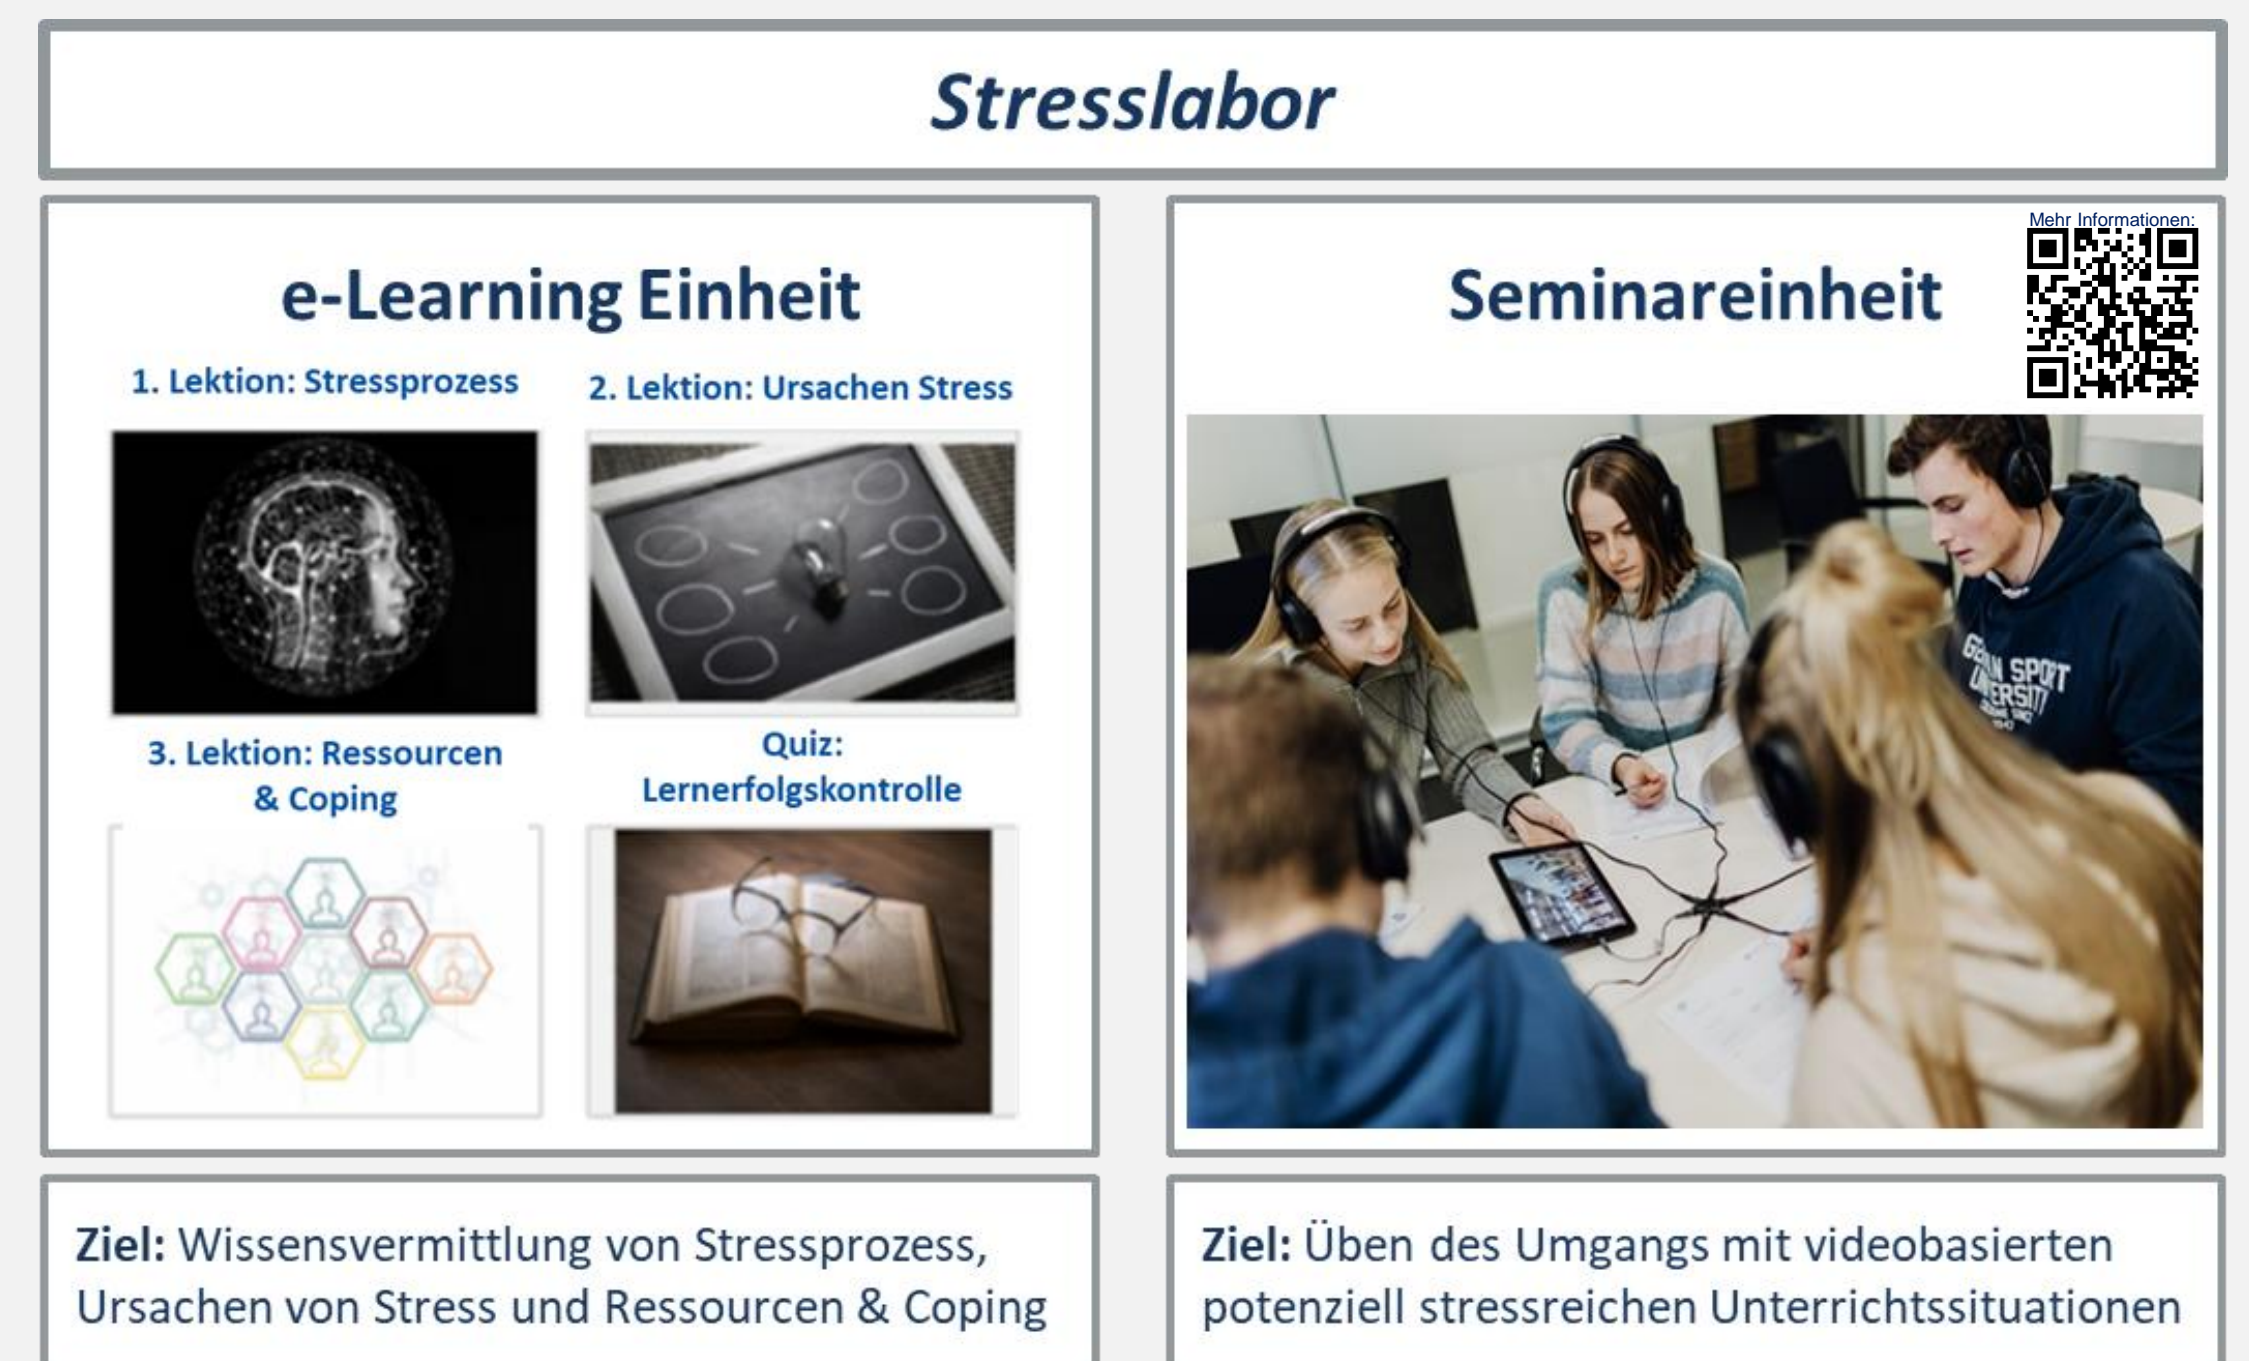 Stresslabor
e-Learning Einheit
1. Lektion: Stressprozess
2. Lektion: Ursachen Stress
3. Lektion: Ressourcen
& Coping
Quiz:
Lernerfolgskontrolle
Ziel: Wissensvermittlung von Stressprozess,
Ursachen von Stress und Ressourcen & Coping
Mehr Informationen:
Seminareinheit
SPORT
Ziel: Üben des Umgangs mit videobasierten
potenziell stressreichen Unterrichtssituationen